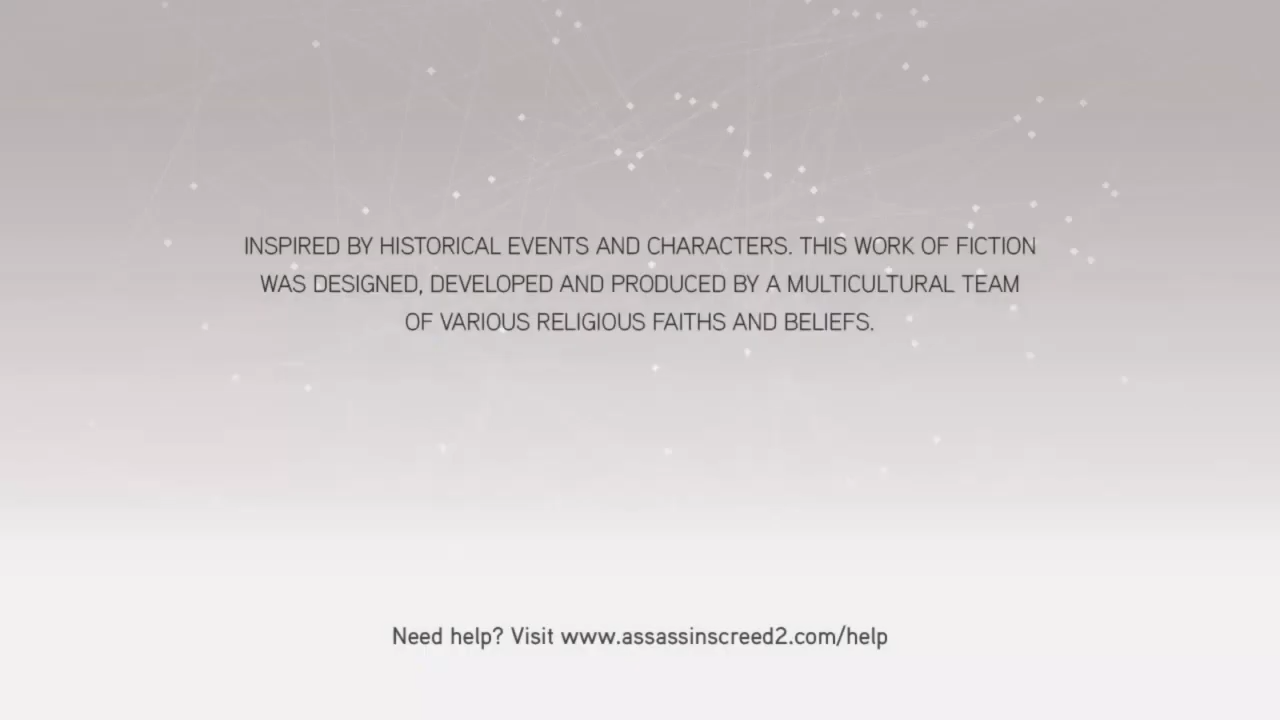 INSPIRED BY HISTORICAL EVENTS AND CHARACTERS. THIS WORK OF FICTION
WAS DESIGNED, DEVELOPED AND PRODUCED BY A MULTICULTURAL TEAM
OF VARIOUS RELIGIOUS FAITHS AND BELIEFS.
Need help? Visit www.assassinscreed2.com/help